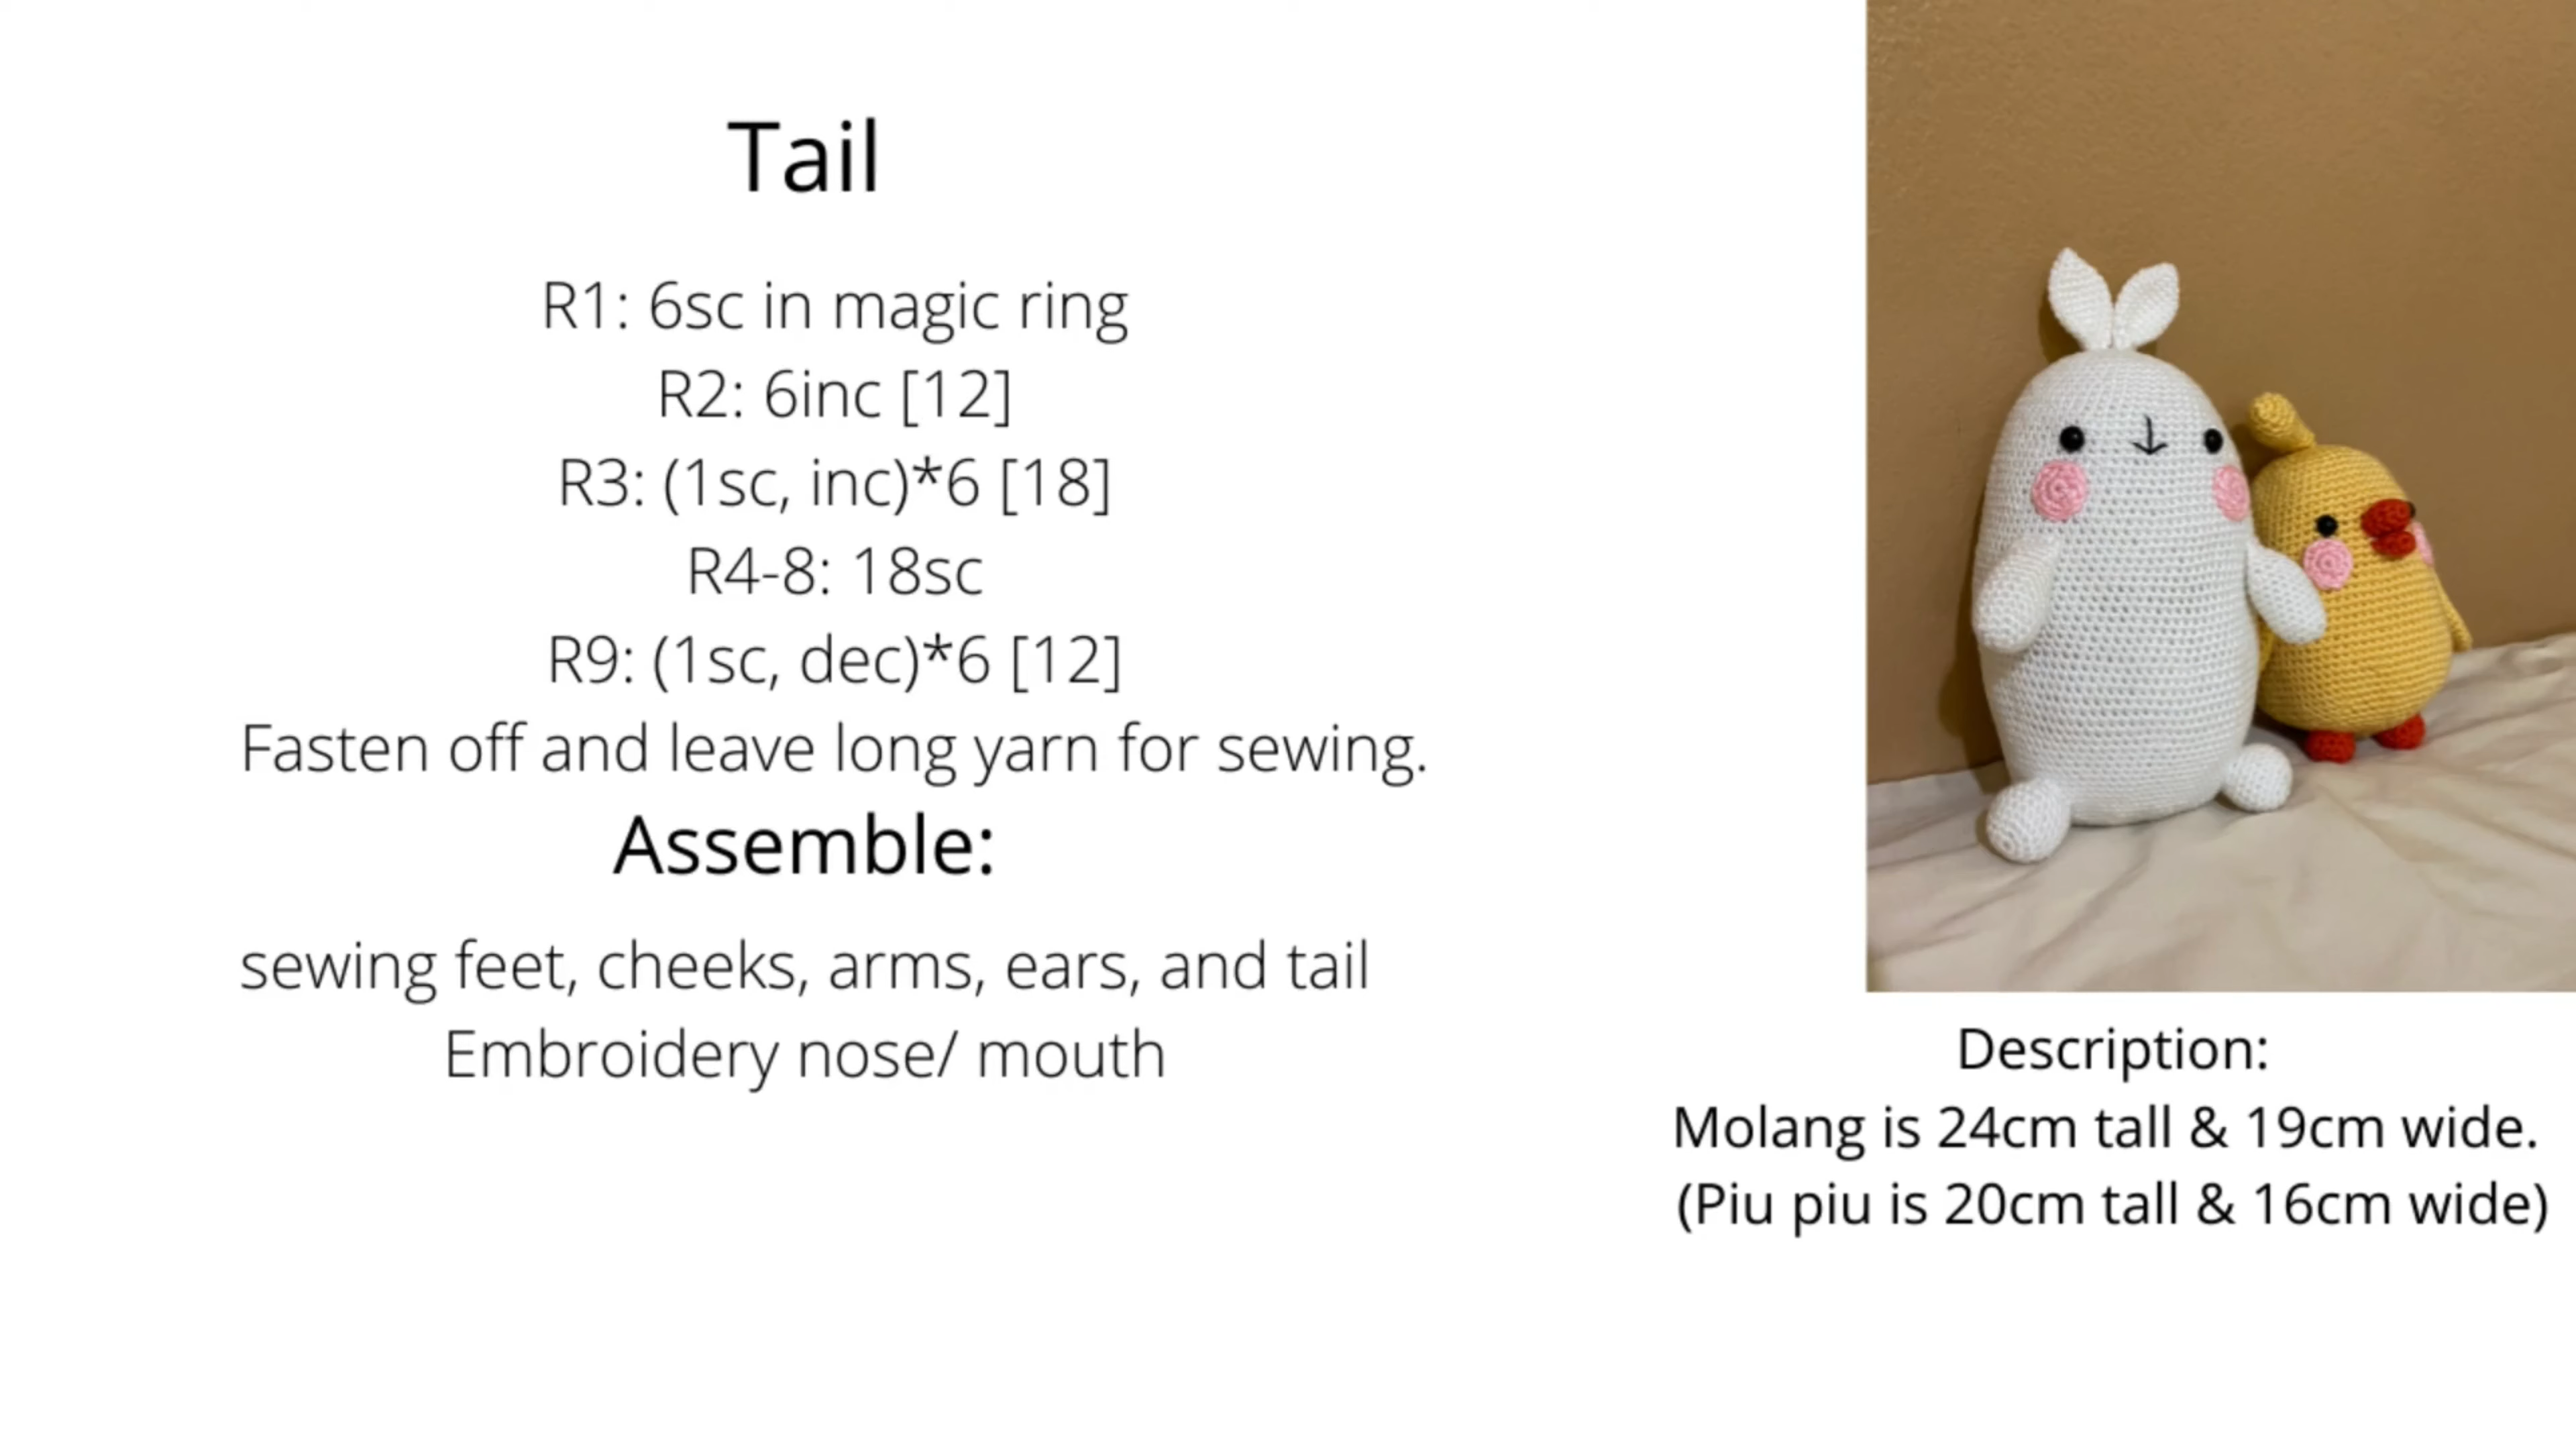 Tail
R1: 6sc in magic ring
R2: 6inc [12]
R3: (1sc, inc)*6 [18]
R4-8: 18sc
R9: (1sc, dec)*6 [12]
Fasten off and leave long yarn for sewing.
Assemble:
sewing feet, cheeks, arms, ears, and tail
Embroidery nose/ mouth
Description:
Molang is 24cm tall & 19cm wide.
(Piu piu is 20cm tall & 16cm wide)